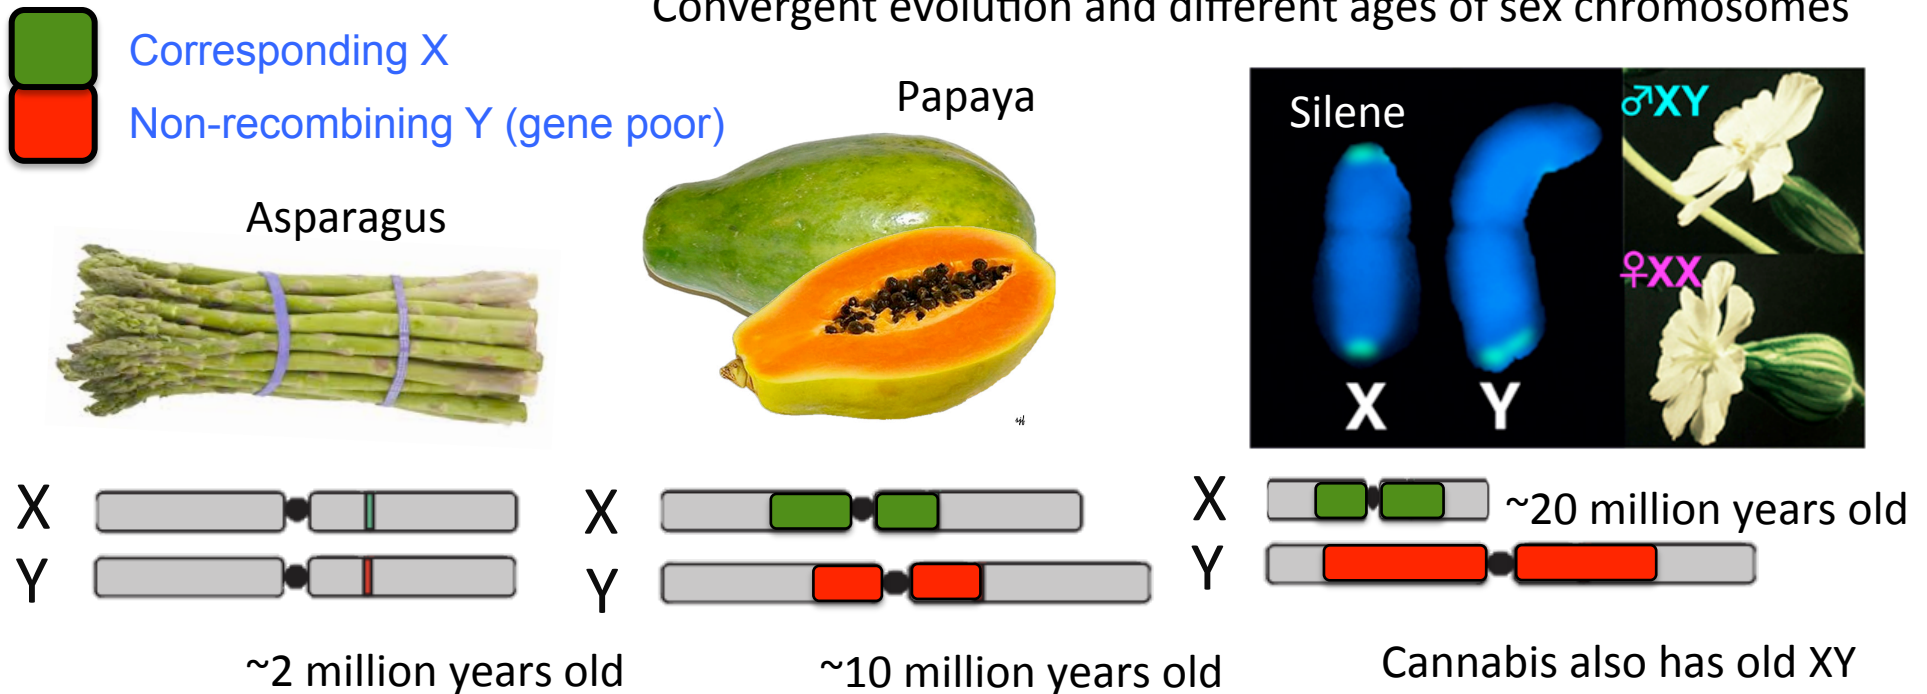 Convergent evolution and different ages of sex chromosomes
Corresponding X
Non-recombining Y (gene poor)
Asparagus
Papaya
Silene
♂XY
♀XX
X
Y
X
Y
X
Y
X
Y
~2 million years old
~10 million years old
~20 million years old
Cannabis also has old XY